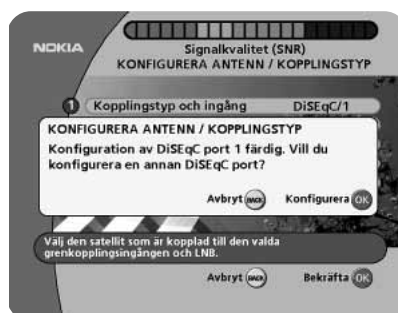 NOKIA
Signalkvalitet (SNR)
KONFIGURERA ANTENN / KOPPLINGSTYP
1 Kopplingstyp och ingång DiSEqC/1
KONFIGURERA ANTENN / KOPPLINGSTYP
Konfiguration av DiSEqC port 1 färdig. Vill du
konfigurera en annan DiSEqC port?
Avbryt BACK Konfigurera OK
Välj den satellit som är kopplad till den valda
grenkopplingsingången och LNB.
Avbryt BACK Bekräfta OK